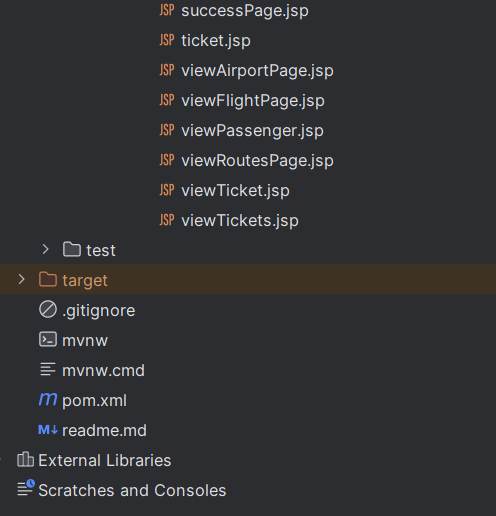 JSP successPage.jsp
JSP ticket.jsp
JSP viewAirportPage.jsp
JSP viewFlightPage.jsp
JSP viewPassenger.jsp
JSP viewRoutesPage.jsp
JSP viewTicket.jsp
JSP viewTickets.jsp
test
target
.gitignore
mvnw
mvnw.cmd
m pom.xml
M↓ readme.md
External Libraries
Scratches and Consoles